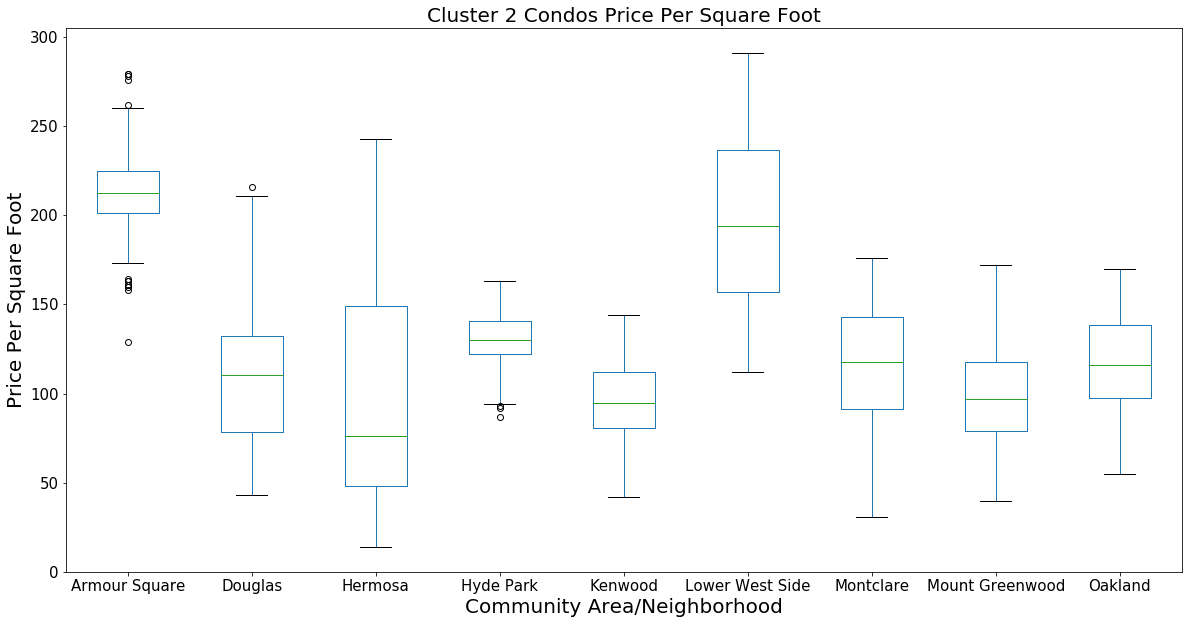 Cluster 2 Condos Price Per Square Foot
Price Per Square Foot
300
250
200
150
100
50
0
Armour Square Douglas Hermosa Hyde Park Kenwood Lower West Side Montclare Mount Greenwood Oakland
Community Area/Neighborhood